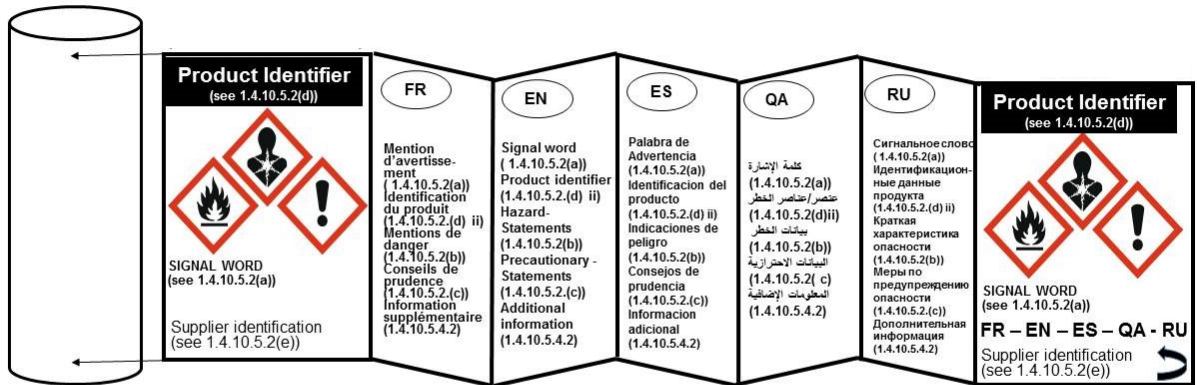 Product Identifier
(see 1.4.10.5.2(d))
SIGNAL WORD
(see 1.4.10.5.2(a))
Supplier identification
(see 1.4.10.5.2(e))
FR
Mention
d'avertisse-
ment
( 1.4.10.5.2(a))
Identification
du produit
(1.4.10.5.2.(d) ii)
Mentions de
danger
(1.4.10.5.2(b))
Conseils de
prudence
(1.4.10.5.2.(c))
Information
supplémentaire
(1.4.10.5.4.2)
EN
Signal word
( 1.4.10.5.2(a))
Product identifier
(1.4.10.5.2.(d) ii)
Hazard-
Statements
(1.4.10.5.2(b))
Precautionary -
Statements
(1.4.10.5.2.(c))
Additional
information
(1.4.10.5.4.2)
ES
Palabra de
Advertencia
(1.4.10.5.2(a))
Identificacion del
producto
(1.4.10.5.2.(d) ii)
Indicaciones de
peligro
(1.4.10.5.2(b))
Consejos de
prudencia
(1.4.10.5.2.(c))
Informacion
adicional
(1.4.10.5.4.2)
QA
كلمة الإشارة
(1.4.10.5.2(a))
عنصر/عناصر الخطر
(1.4.10.5.2(d)ii)
بيانات الخطر
(1.4.10.5.2(b))
البيانات الاحترازية
(1.4.10.5.2( c)
المعلومات الإضافية
(1.4.10.5.4.2)
RU
Сигнальное слово
( 1.4.10.5.2(a))
Идентификацион-
ные данные
продукта
(1.4.10.5.2.(d) ii)
Краткая
характеристика
опасности
(1.4.10.5.2(b))
Меры по
предупреждению
опасности
(1.4.10.5.2.(c))
Дополнительная
информация
(1.4.10.5.4.2)
Product Identifier
(see 1.4.10.5.2(d))
SIGNAL WORD
(see 1.4.10.5.2(a))
FR – EN – ES – QA - RU
Supplier identification
(see 1.4.10.5.2(e))